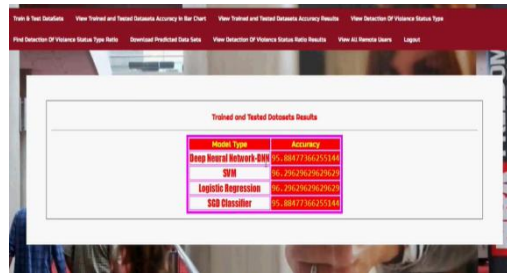 Train & Test DataSets View Trained and Tested Datasets Accuracy in Bar Chart View Trained and Tested Datasets Accuracy Results View Detection Of Violance Status Type
Find Detection Of Violance Status Type Ratio Download Predicted Data Sets View Detection Of Violance Status Ratio Results View All Remote Users Logout
Trained and Tested Datasets Results
Model Type Accuracy
Deep Neural Network-DNN 95.88477366255144
SVM 96.29629629629629
Logistic Regression 96.29629629629629
SGD Classifier 95.88477366255144